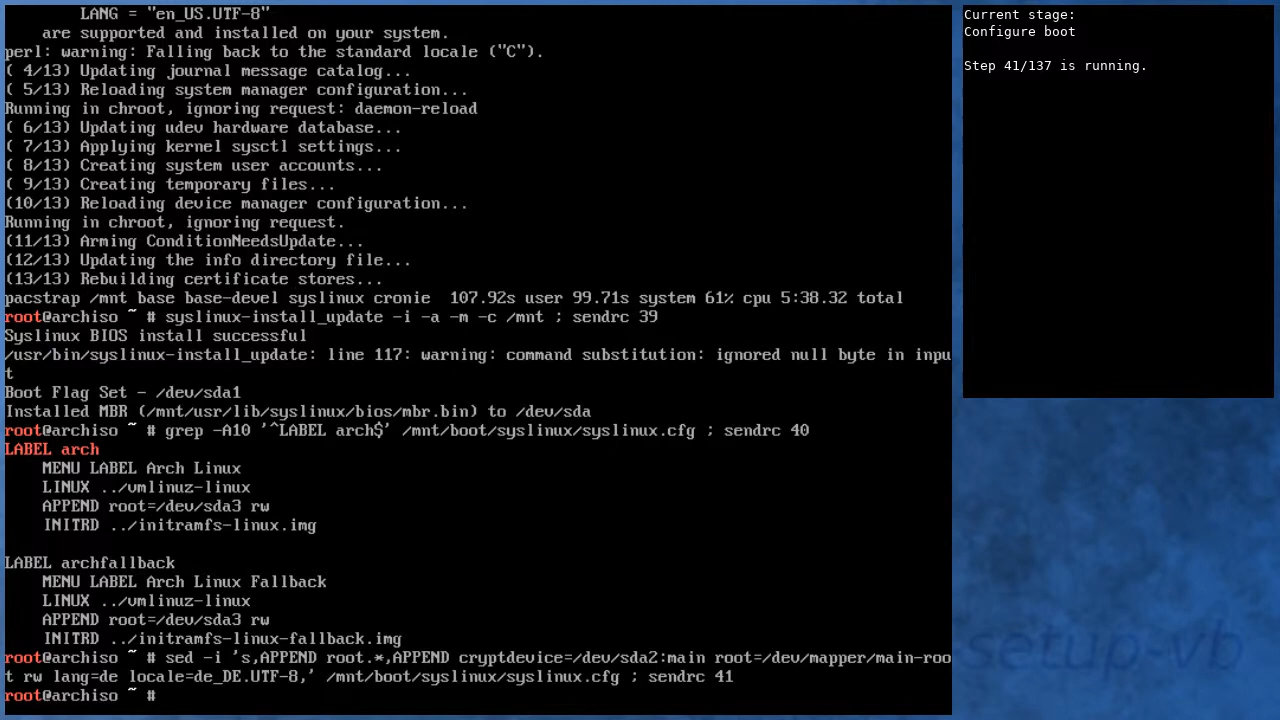 LANG = "en_US.UTF-8"
are supported and installed on your system.
perl: warning: Falling back to the standard locale ("C").
( 4/13) Updating journal message catalog...
( 5/13) Reloading system manager configuration...
Running in chroot, ignoring request: daemon-reload
( 6/13) Updating udev hardware database...
( 7/13) Applying kernel sysctl settings...
( 8/13) Creating system user accounts...
( 9/13) Creating temporary files...
(10/13) Reloading device manager configuration...
Running in chroot, ignoring request.
(11/13) Arming ConditionNeedsUpdate...
(12/13) Updating the info directory file...
(13/13) Rebuilding certificate stores...
pacstrap /mnt base base-devel syslinux cronie  107.92s user 99.71s system 61% cpu 5:38.32 total
root@archiso ~ # syslinux-install_update -i -a -m -c /mnt ; sendrc 39
Syslinux BIOS install successful
/usr/bin/syslinux-install_update: line 117: warning: command substitution: ignored null byte in inpu
t
Boot Flag Set - /dev/sda1
Installed MBR (/mnt/usr/lib/syslinux/bios/mbr.bin) to /dev/sda
root@archiso ~ # grep -A10 '^LABEL arch$' /mnt/boot/syslinux/syslinux.cfg ; sendrc 40
LABEL arch
MENU LABEL Arch Linux
LINUX ../vmlinuz-linux
APPEND root=/dev/sda3 rw
INITRD ../initramfs-linux.img
LABEL archfallback
MENU LABEL Arch Linux Fallback
LINUX ../vmlinuz-linux
APPEND root=/dev/sda3 rw
INITRD ../initramfs-linux-fallback.img
root@archiso ~ # sed -i 's,APPEND root.*,APPEND cryptdevice=/dev/sda2:main root=/dev/mapper/main-roo
t rw lang=de locale=de_DE.UTF-8,' /mnt/boot/syslinux/syslinux.cfg ; sendrc 41
root@archiso ~ #
Current stage:
Configure boot
Step 41/137 is running.
setup-vb